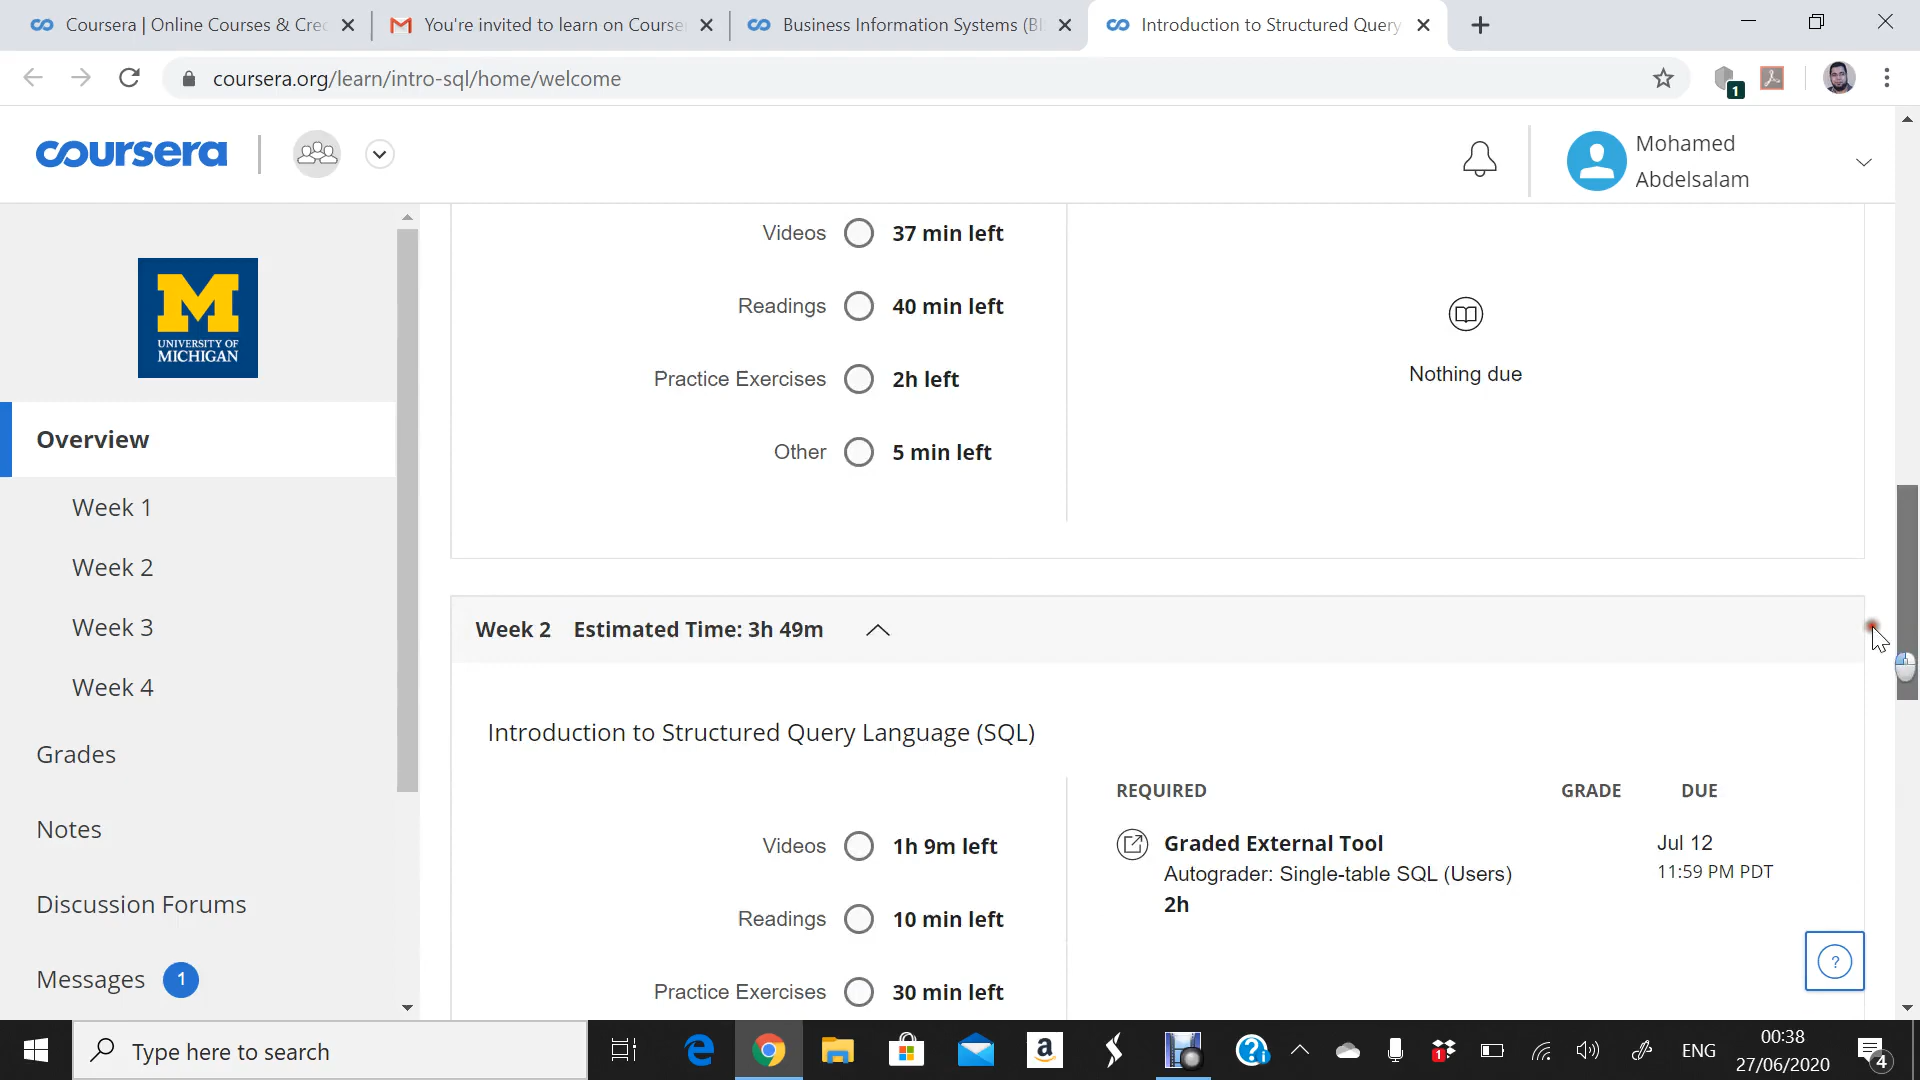 Coursera | Online Courses & Cre
You're invited to learn on Course
Business Information Systems (BI
Introduction to Structured Query
coursera.org/learn/intro-sql/home/welcome
1
coursera
Mohamed
Abdelsalam
UNIVERSITY OF
MICHIGAN
Overview
Week 1
Week 2
Week 3
Week 4
Grades
Notes
Discussion Forums
Messages 1
Videos 37 min left
Readings 40 min left
Practice Exercises 2h left
Other 5 min left
Nothing due
Week 2 Estimated Time: 3h 49m
Introduction to Structured Query Language (SQL)
Videos 1h 9m left
Readings 10 min left
Practice Exercises 30 min left
REQUIRED GRADE DUE
Graded External Tool Jul 12
Autograder: Single-table SQL (Users) 11:59 PM PDT
2h
?
Type here to search
1
ENG
00:38
27/06/2020
4